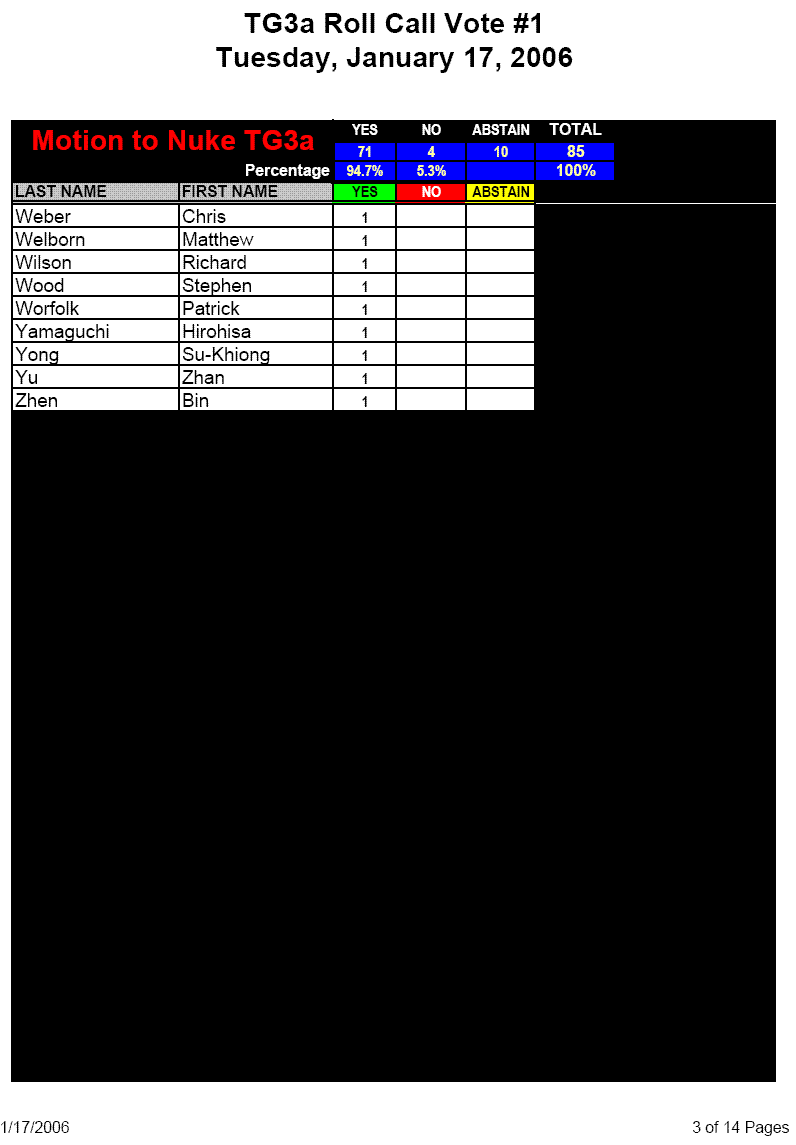 TG3a Roll Call Vote #1
Tuesday, January 17, 2006
Motion to Nuke TG3a YES NO ABSTAIN TOTAL
71 4 10 85
Percentage 94.7% 5.3% 100%
LAST NAME FIRST NAME YES NO ABSTAIN
Weber Chris 1
Welborn Matthew 1
Wilson Richard 1
Wood Stephen 1
Worfolk Patrick 1
Yamaguchi Hirohisa 1
Yong Su-Khiong 1
Yu Zhan 1
Zhen Bin 1
1/17/2006 3 of 14 Pages